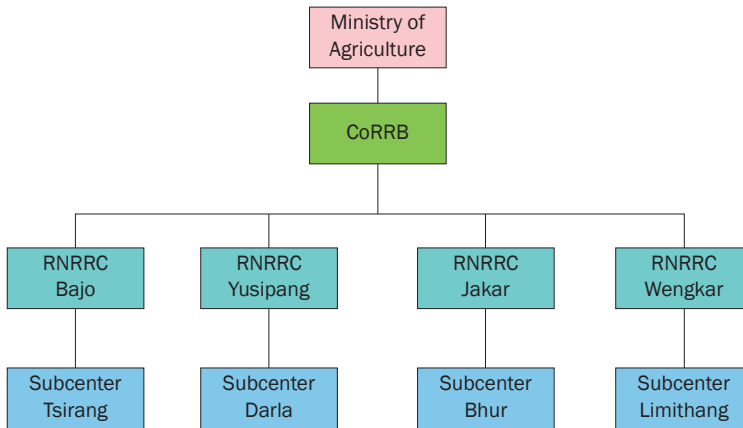 Ministry of
Agriculture
CoRRB
RNRRC
Bajo
RNRRC
Yusipang
RNRRC
Jakar
RNRRC
Wengkar
Subcenter
Tsirang
Subcenter
Darla
Subcenter
Bhur
Subcenter
Limithang